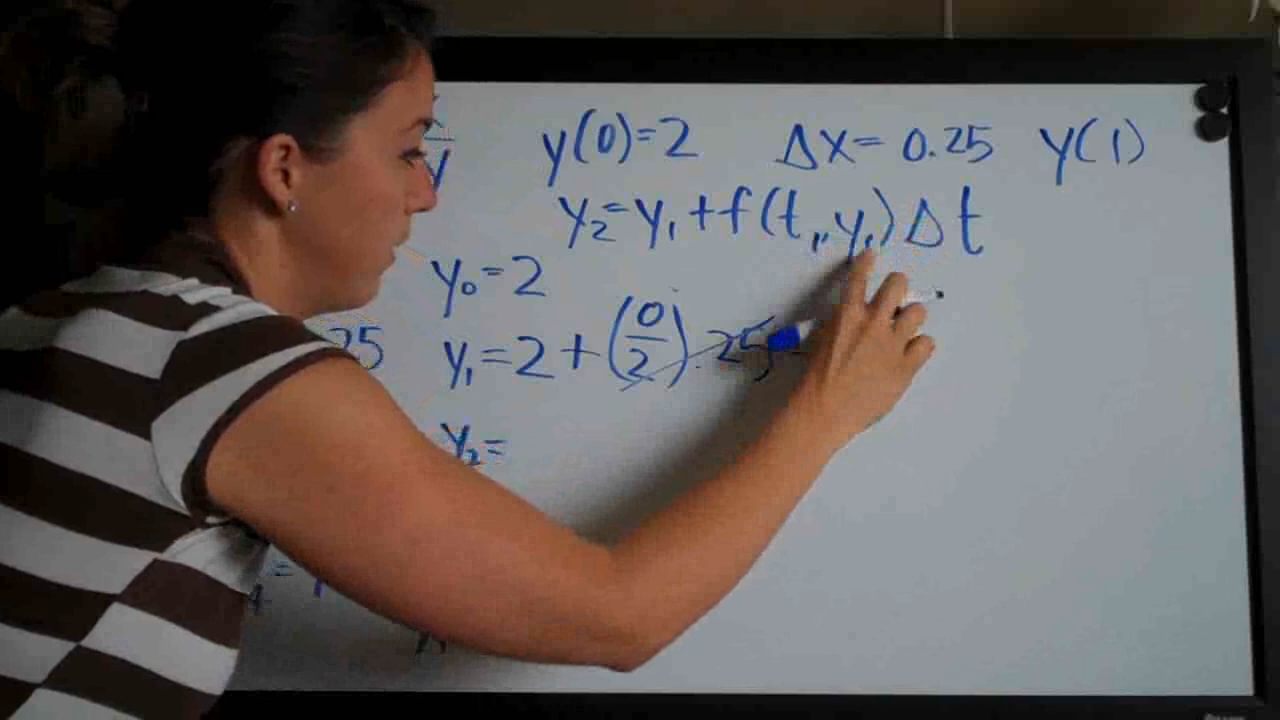 y y(0)=2 Δx=0.25 y(1)
y₂=y₁+f(t₁,y₁)Δt
y₀=2
25 y₁=2+(0/2).25
y₂=